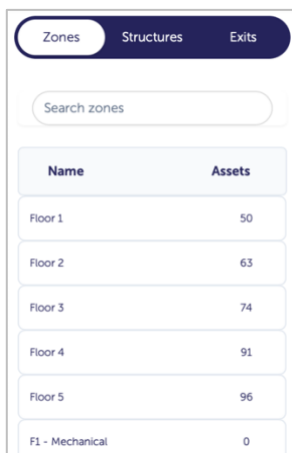 Zones Structures Exits
Search zones
Name Assets
Floor 1 50
Floor 2 63
Floor 3 74
Floor 4 91
Floor 5 96
F1 - Mechanical 0